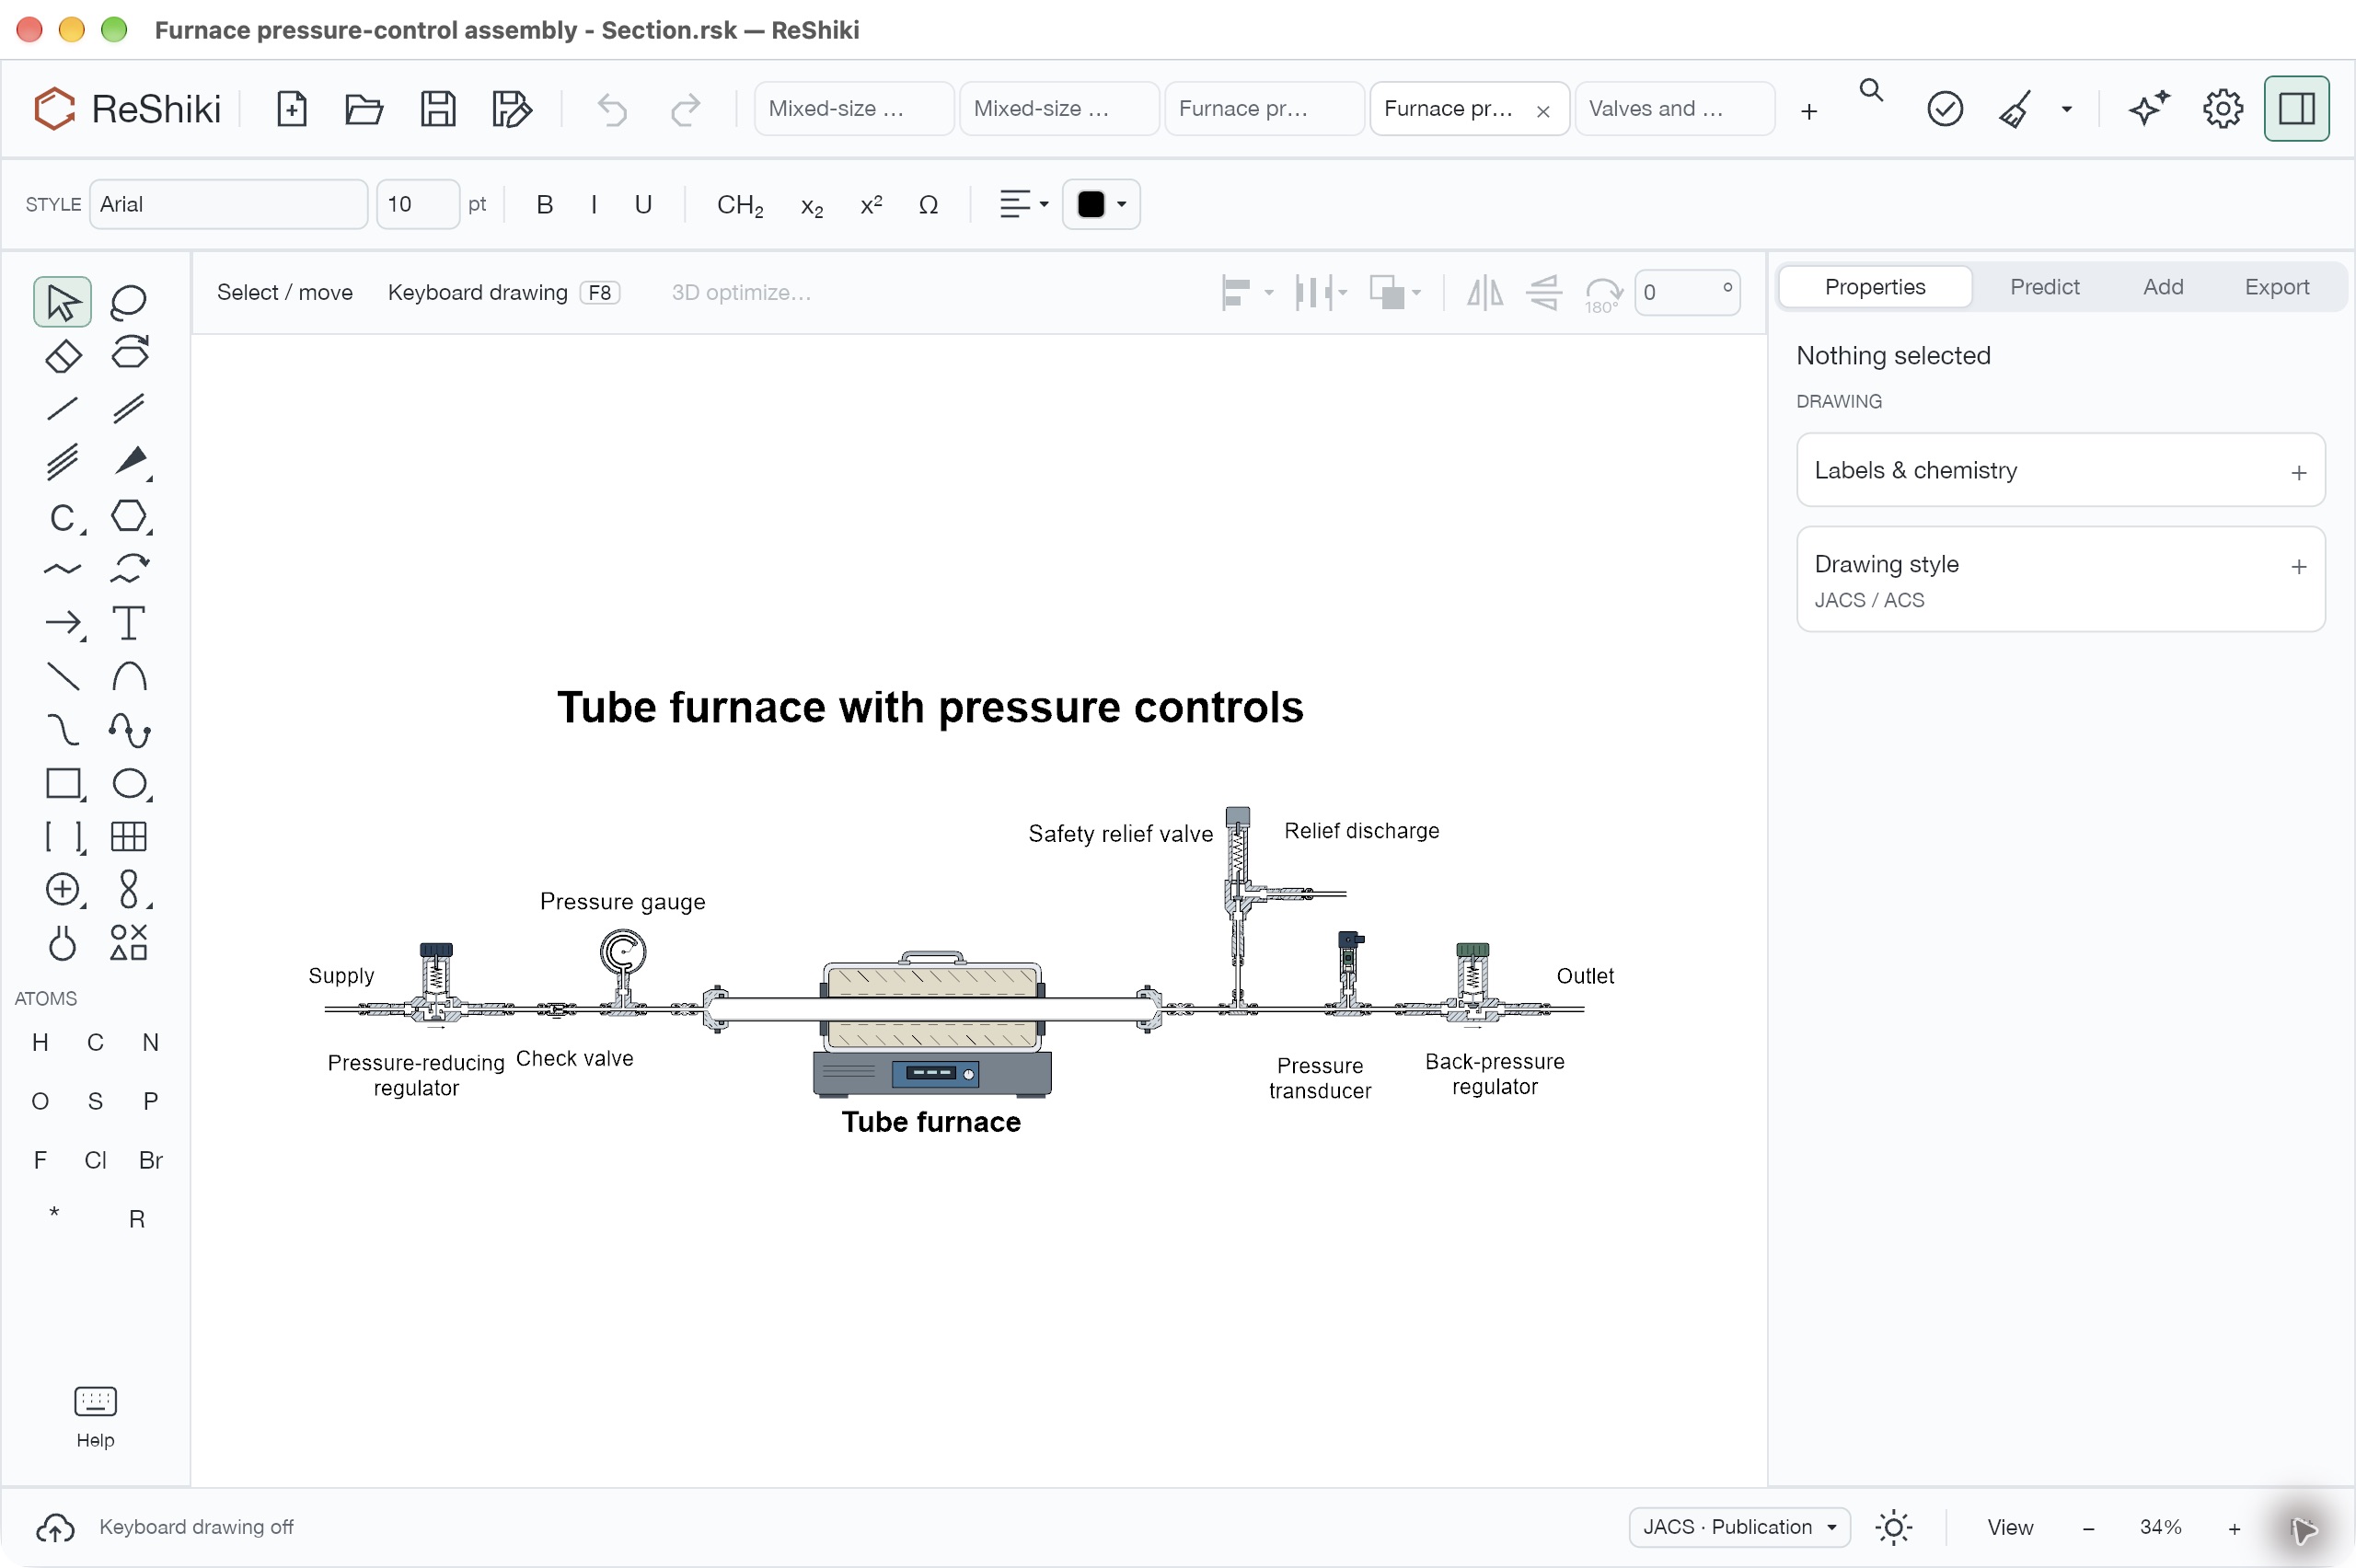 Furnace pressure-control assembly - Section.rsk — ReShiki
ReShiki
Mixed-size ...
Mixed-size ...
Furnace pr...
Furnace pr...
Valves and ...
STYLE
Arial
10
pt
B
I
U
CH₂
x₂
x²
Ω
Select / move
Keyboard drawing
F8
3D optimize...
180°
0
°
Properties
Predict
Add
Export
Nothing selected
DRAWING
Labels & chemistry
Drawing style
JACS / ACS
C
T
ATOMS
H C N
O S P
F Cl Br
* R
Help
Tube furnace with pressure controls
Safety relief valve
Relief discharge
Pressure gauge
Supply
Outlet
Pressure-reducing
regulator
Check valve
Pressure
transducer
Back-pressure
regulator
Tube furnace
Keyboard drawing off
JACS · Publication
View
−
34%
+